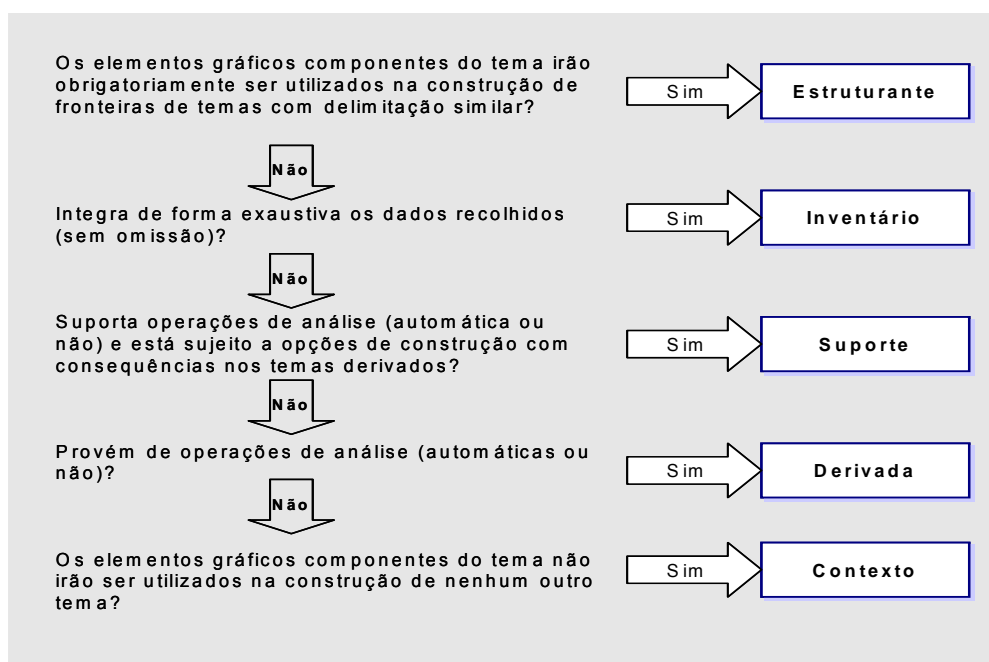 Os elementos gráficos componentes do tema irão
obrigatoriamente ser utilizados na construção de
fronteiras de temas com delimitação similar?
Sim
Estruturante
Não
Integra de forma exaustiva os dados recolhidos
(sem omissão)?
Sim
Inventário
Não
Suporta operações de análise (automática ou
não) e está sujeito a opções de construção com
consequências nos temas derivados?
Sim
Suporte
Não
Provém de operações de análise (automáticas ou
não)?
Sim
Derivada
Não
Os elementos gráficos componentes do tema não
irão ser utilizados na construção de nenhum outro
tema?
Sim
Contexto